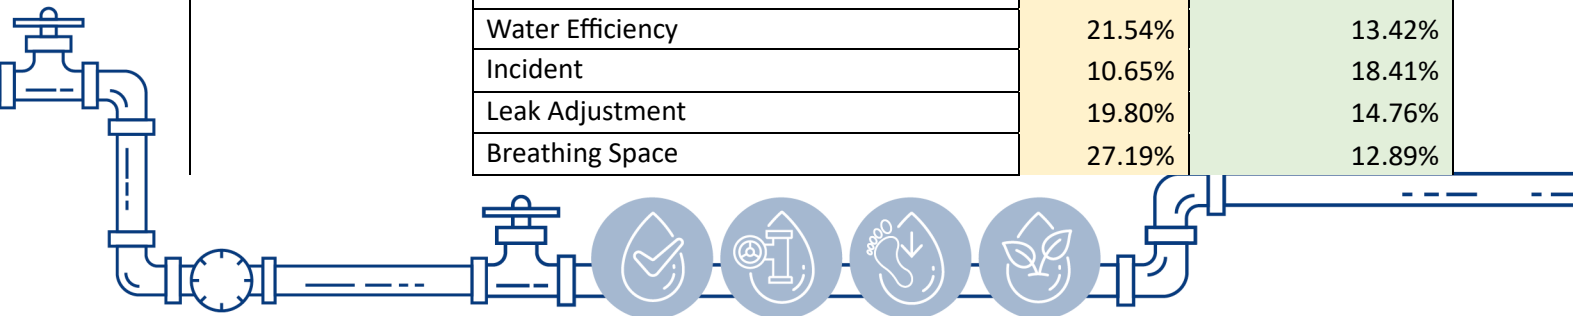 Water Efficiency 21.54% 13.42%
Incident 10.65% 18.41%
Leak Adjustment 19.80% 14.76%
Breathing Space 27.19% 12.89%